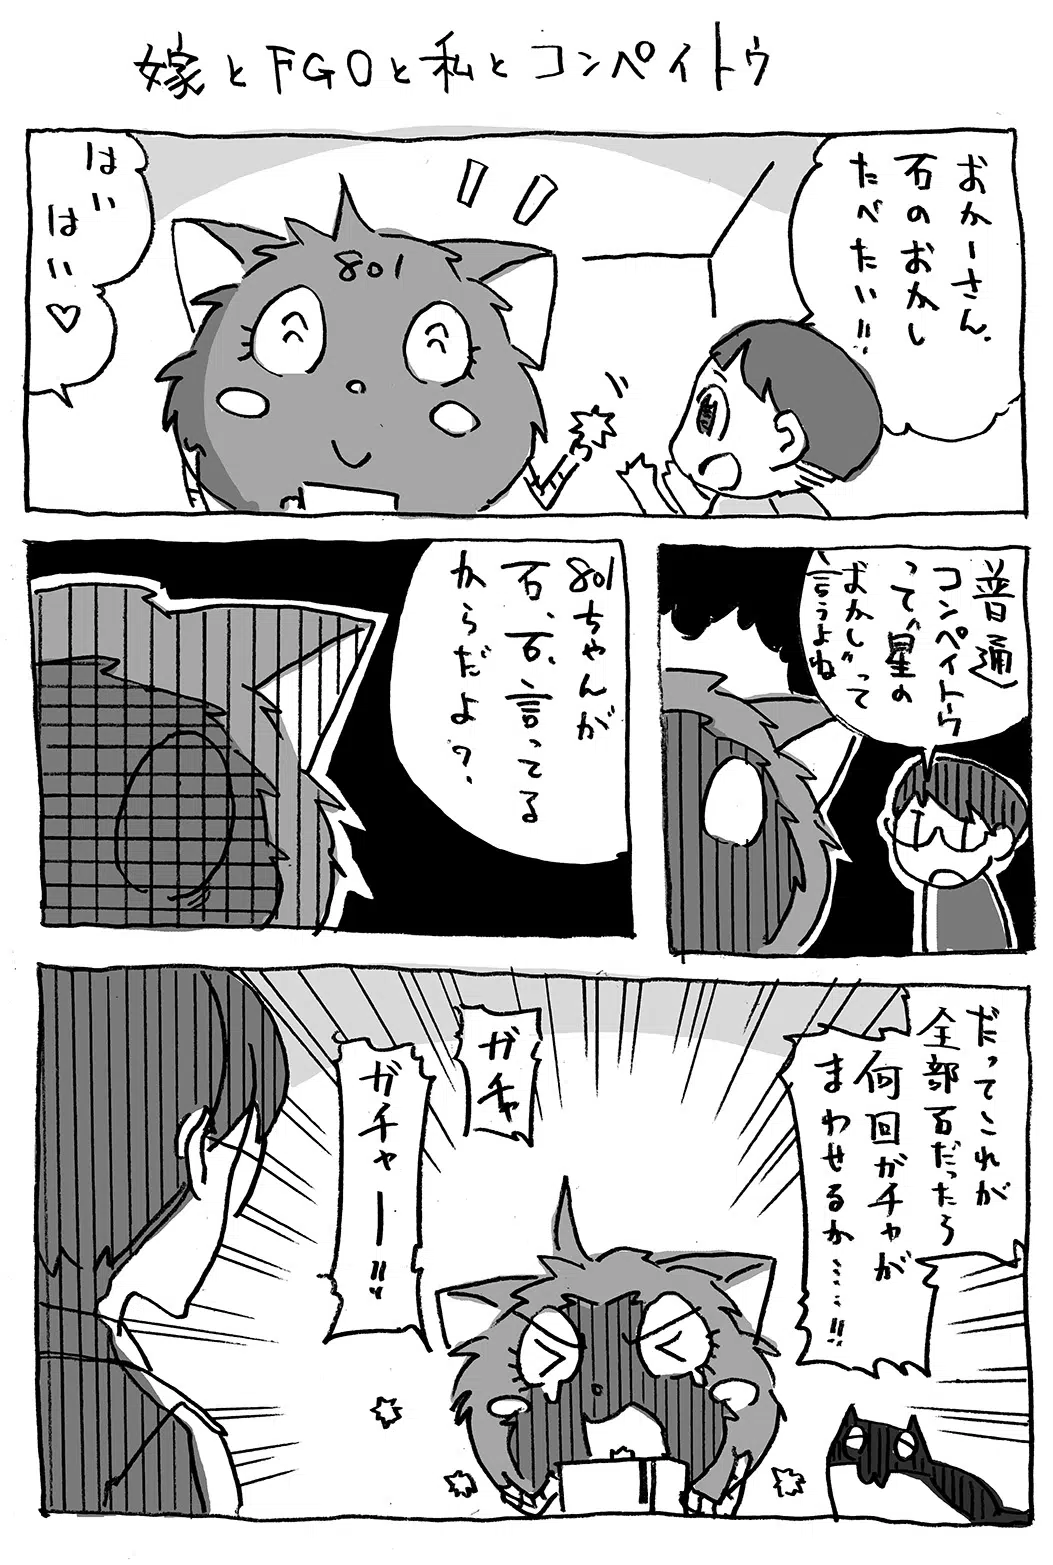 嫁とFGOと私とコンペイトウ
おかーさん、
石のおかし
たべたい!!
801
はい
はい♡
普通
コンペイトウ
って"星の
おかし"って
言うよね
801ちゃんが
石、石、言ってる
からだよ?
だってこれが
全部石だったら
何回ガチャが
まわせるか……!!
ガチャ
ガチャー!!